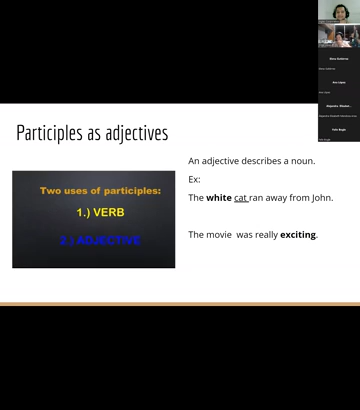 Participles as adjectives
Two uses of participles:
1.) VERB
2.) ADJECTIVE
An adjective describes a noun.
Ex:
The white cat ran away from John.
The movie was really exciting.